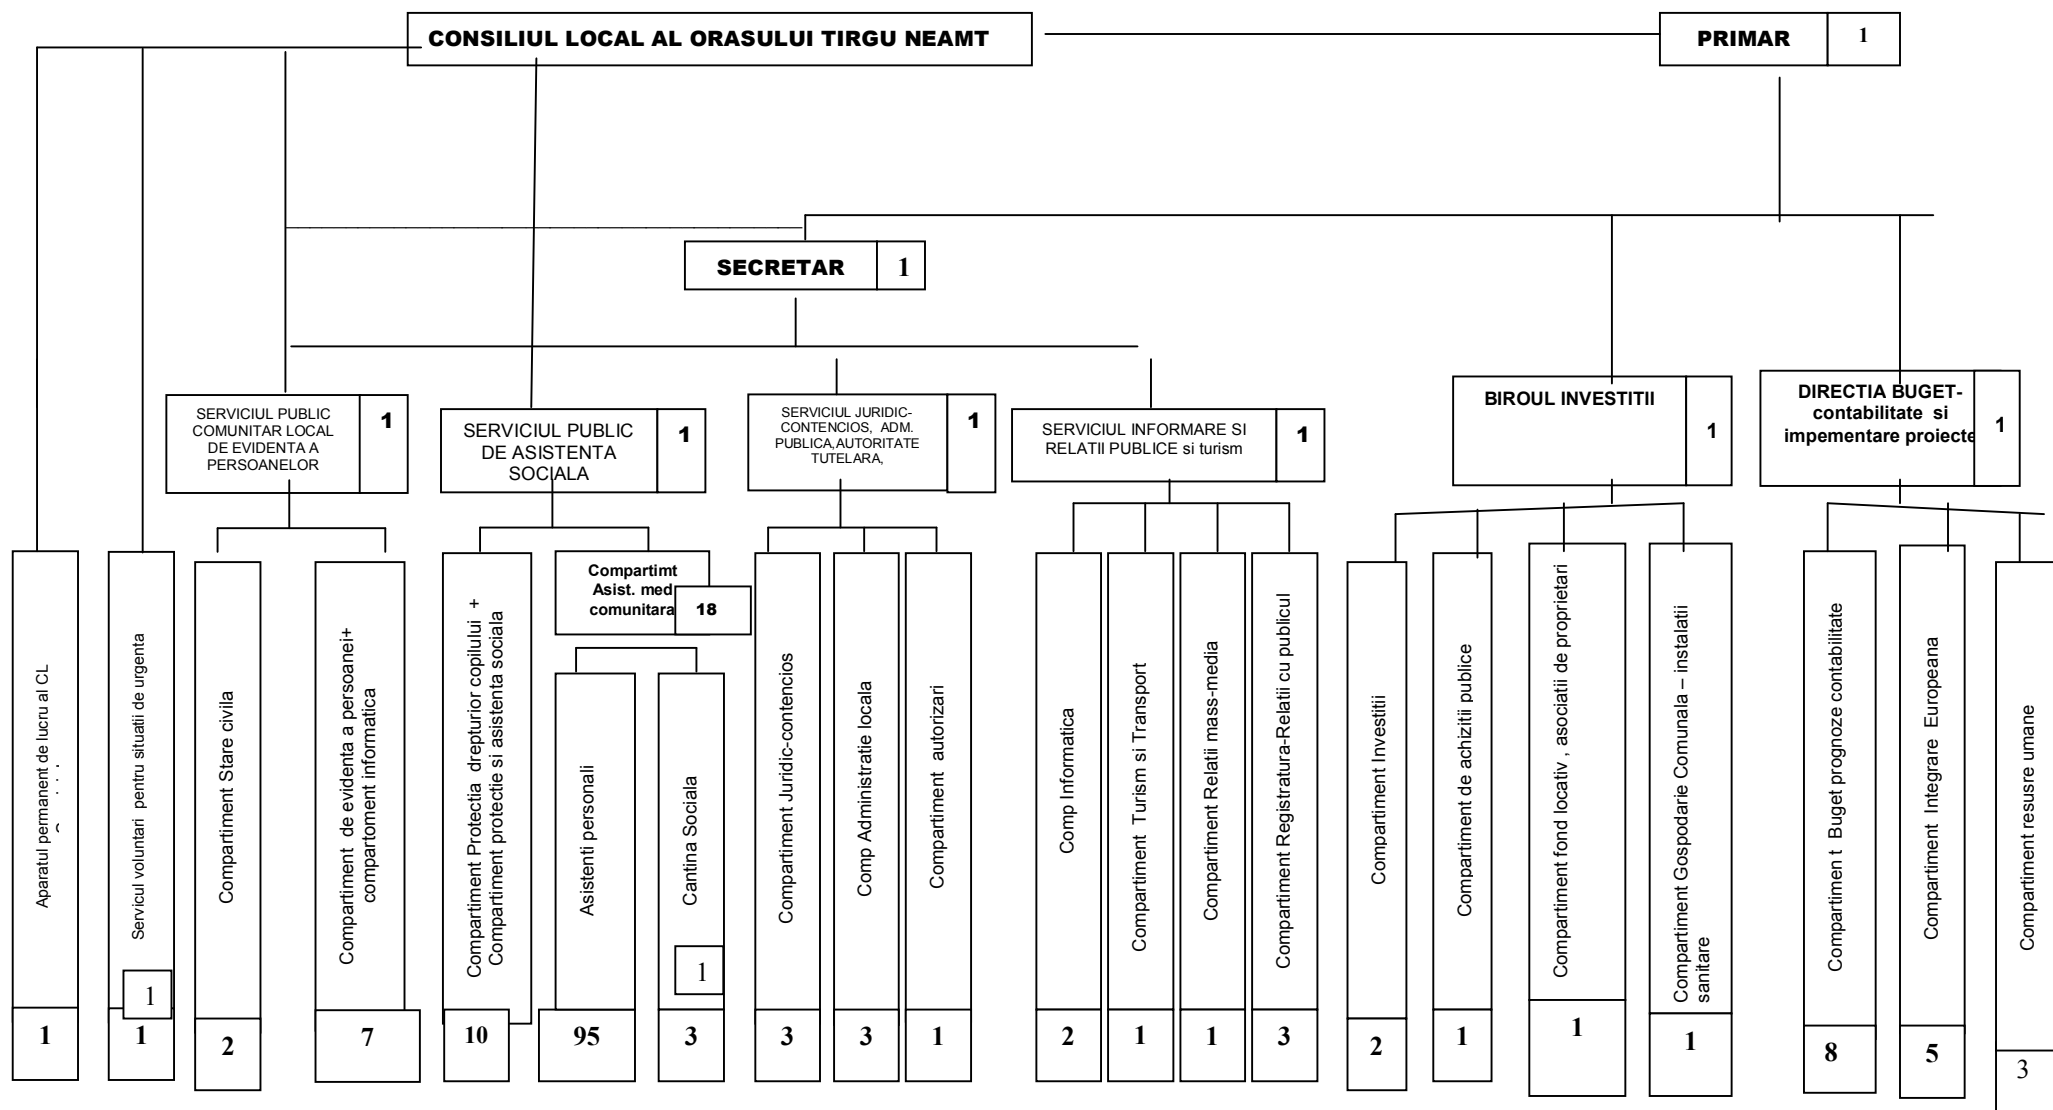 CONSILIUL LOCAL AL ORASULUI TIRGU NEAMT
PRIMAR 1
SECRETAR 1
SERVICIUL PUBLIC
COMUNITAR LOCAL
DE EVIDENTA A
PERSOANELOR
1
SERVICIUL PUBLIC
DE ASISTENTA
SOCIALA
1
SERVICIUL JURIDIC-
CONTENCIOS, ADM.
PUBLICA,AUTORITATE
TUTELARA,
1
SERVICIUL INFORMARE SI
RELATII PUBLICE si turism
1
BIROUL INVESTITII
1
DIRECTIA BUGET-
contabilitate si
impementare proiecte
1
Aparatul permanent de lucru al CL
1
Servicul voluntari pentru situatii de urgenta
1
1
Compartiment Stare civila
2
Compartiment de evidenta a persoanei+
compartoment informatica
7
Compartiment Protectia drepturior copilului +
Compartiment protectie si asistenta sociala
10
Compartimt
Asist. med
comunitara
18
Asistenti personali
95
Cantina Sociala
1
3
Compartiment Juridic-contencios
3
Comp Administratie locala
3
Compartiment autorizari
1
Comp Informatica
2
Compartiment Turism si Transport
1
Compartiment Relatii mass-media
1
Compartiment Registratura-Relatii cu publicul
3
Compartiment Investitii
2
Compartiment de achizitii publice
1
Compartiment fond locativ , asociatii de proprietari
1
Compartiment Gospodarie Comunala – instalatii
sanitare
1
Comparimen t Buget prognoze contabilitate
8
Compartiment Integrare Europeana
5
Compartiment resusre umane
3